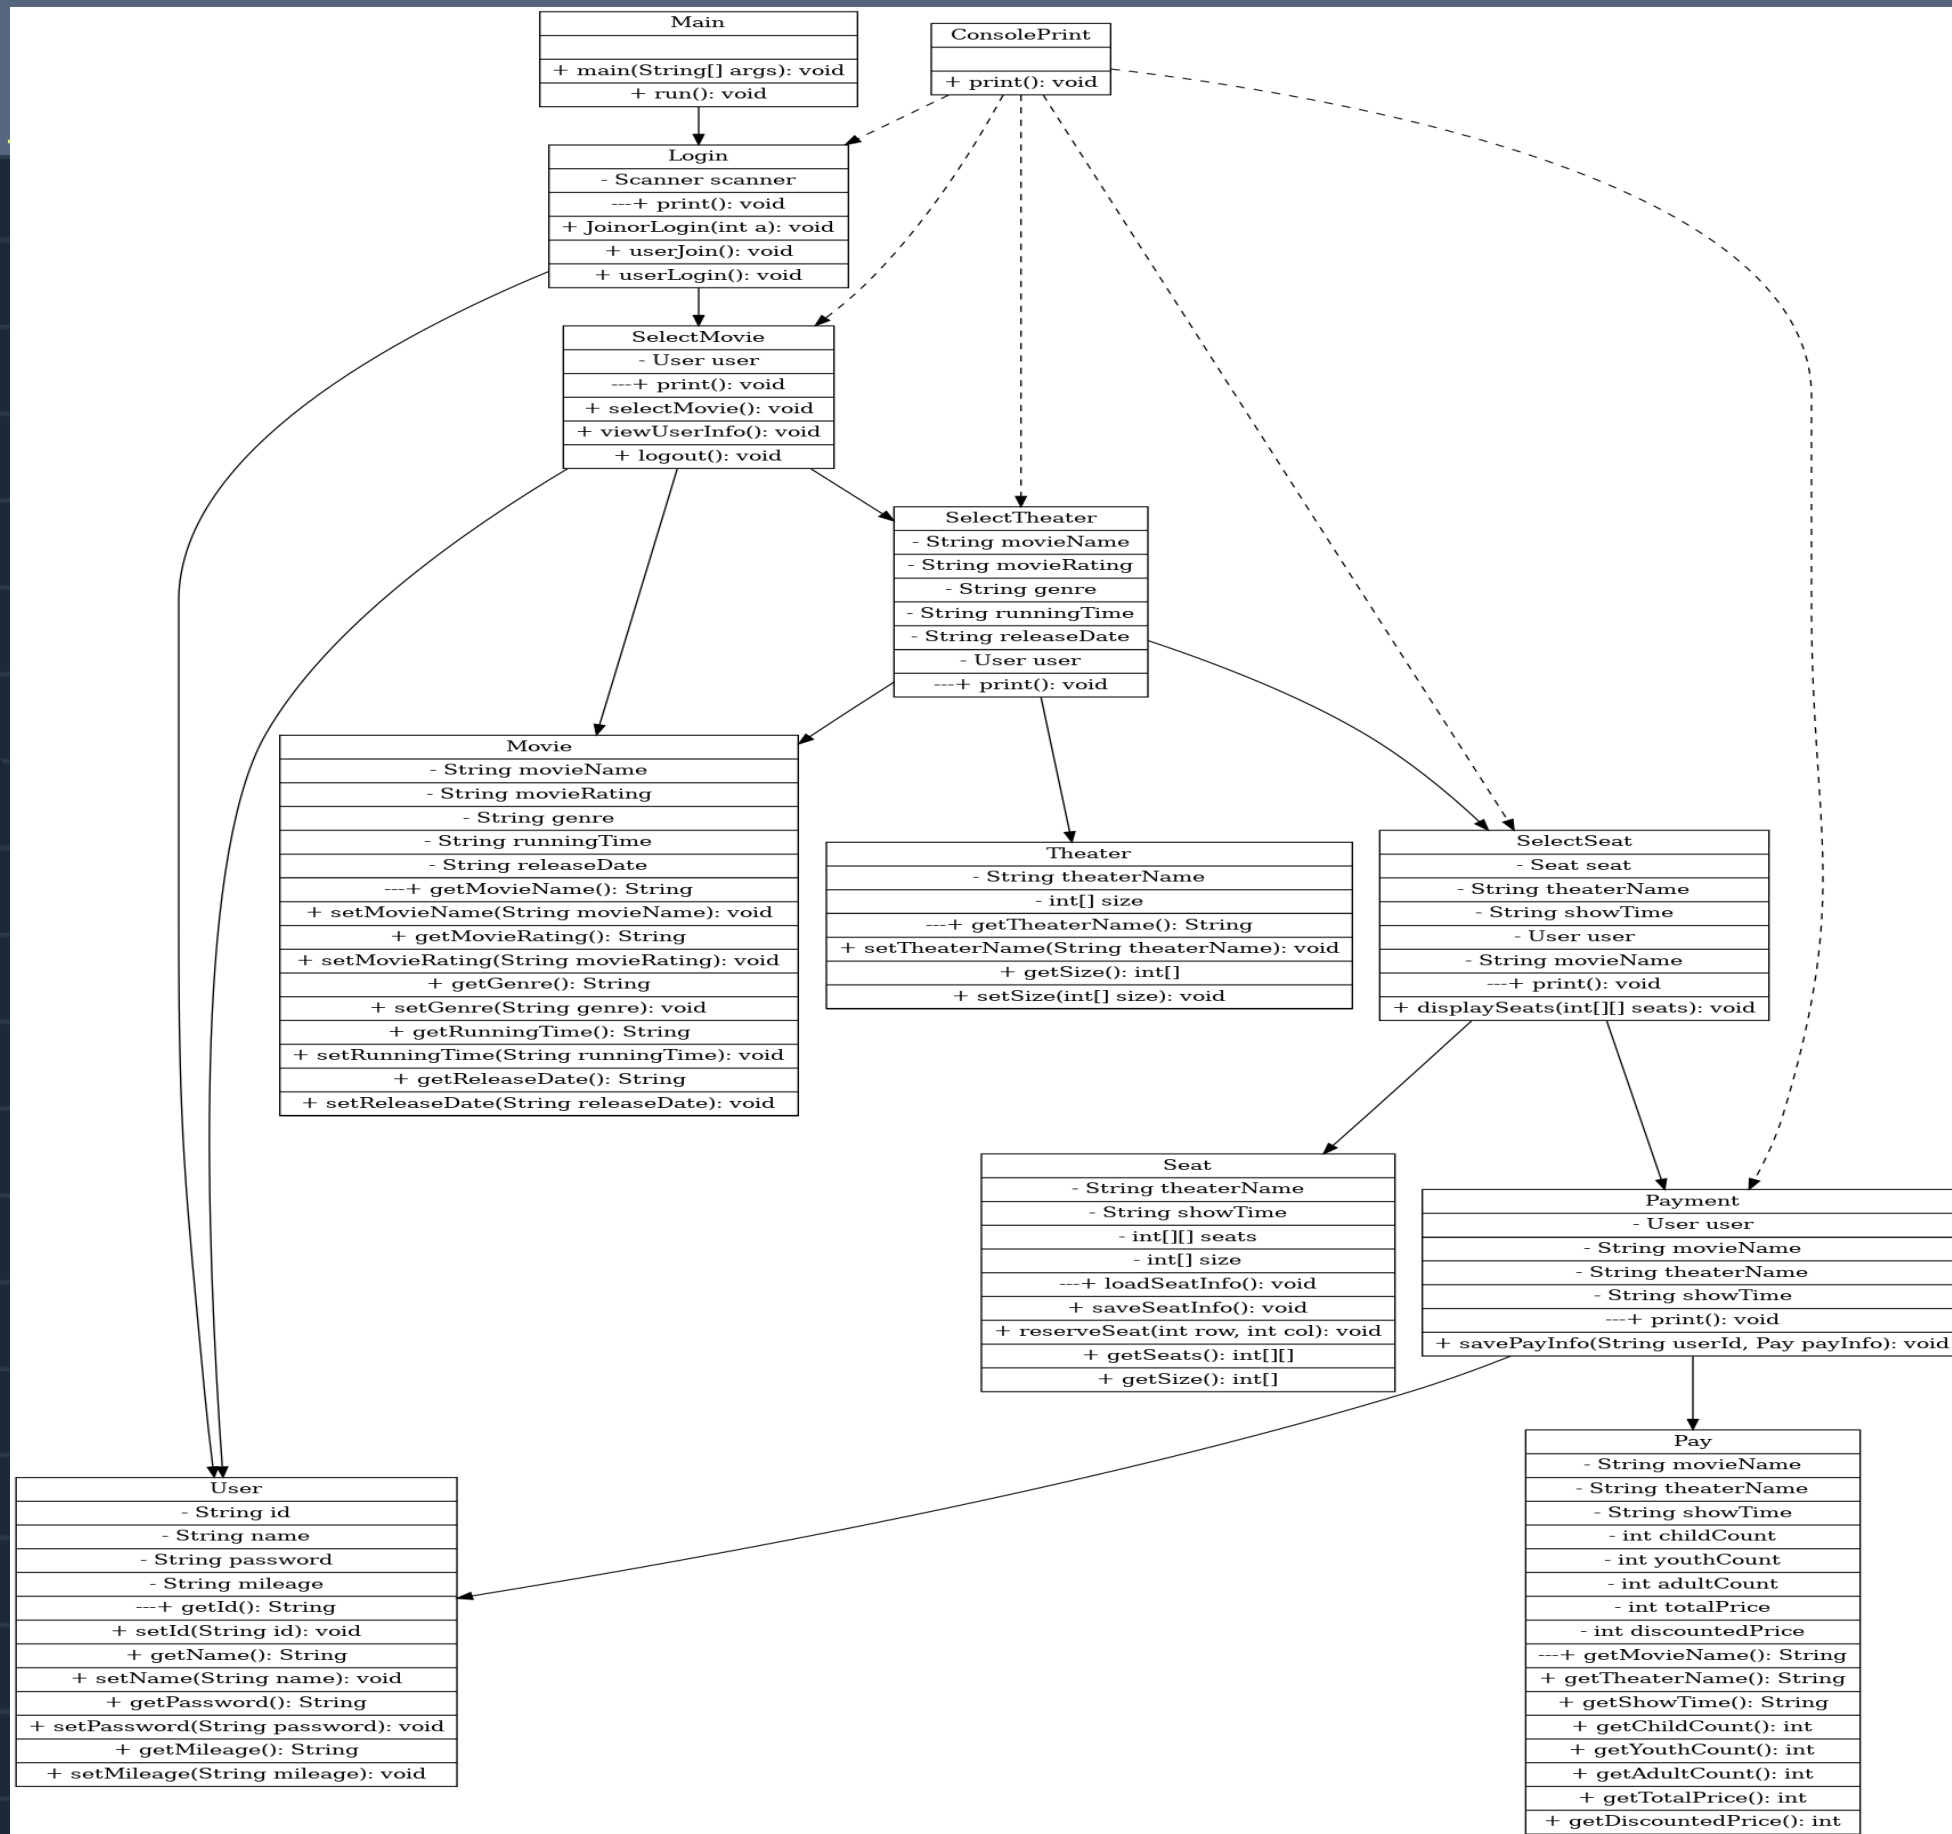 Main
+ main(String[] args): void
+ run(): void
ConsolePrint
+ print(): void
Login
- Scanner scanner
---+ print(): void
+ JoinorLogin(int a): void
+ userJoin(): void
+ userLogin(): void
SelectMovie
- User user
---+ print(): void
+ selectMovie(): void
+ viewUserInfo(): void
+ logout(): void
SelectTheater
- String movieName
- String movieRating
- String genre
- String runningTime
- String releaseDate
- User user
---+ print(): void
Movie
- String movieName
- String movieRating
- String genre
- String runningTime
- String releaseDate
---+ getMovieName(): String
+ setMovieName(String movieName): void
+ getMovieRating(): String
+ setMovieRating(String movieRating): void
+ getGenre(): String
+ setGenre(String genre): void
+ getRunningTime(): String
+ setRunningTime(String runningTime): void
+ getReleaseDate(): String
+ setReleaseDate(String releaseDate): void
Theater
- String theaterName
- int[] size
---+ getTheaterName(): String
+ setTheaterName(String theaterName): void
+ getSize(): int[]
+ setSize(int[] size): void
SelectSeat
- Seat seat
- String theaterName
- String showTime
- User user
- String movieName
---+ print(): void
+ displaySeats(int[][] seats): void
Seat
- String theaterName
- String showTime
- int[][] seats
- int[] size
---+ loadSeatInfo(): void
+ saveSeatInfo(): void
+ reserveSeat(int row, int col): void
+ getSeats(): int[][]
+ getSize(): int[]
Payment
- User user
- String movieName
- String theaterName
- String showTime
---+ print(): void
+ savePayInfo(String userId, Pay payInfo): void
User
- String id
- String name
- String password
- String mileage
---+ getId(): String
+ setId(String id): void
+ getName(): String
+ setName(String name): void
+ getPassword(): String
+ setPassword(String password): void
+ getMileage(): String
+ setMileage(String mileage): void
Pay
- String movieName
- String theaterName
- String showTime
- int childCount
- int youthCount
- int adultCount
- int totalPrice
- int discountedPrice
---+ getMovieName(): String
+ getTheaterName(): String
+ getShowTime(): String
+ getChildCount(): int
+ getYouthCount(): int
+ getAdultCount(): int
+ getTotalPrice(): int
+ getDiscountedPrice(): int